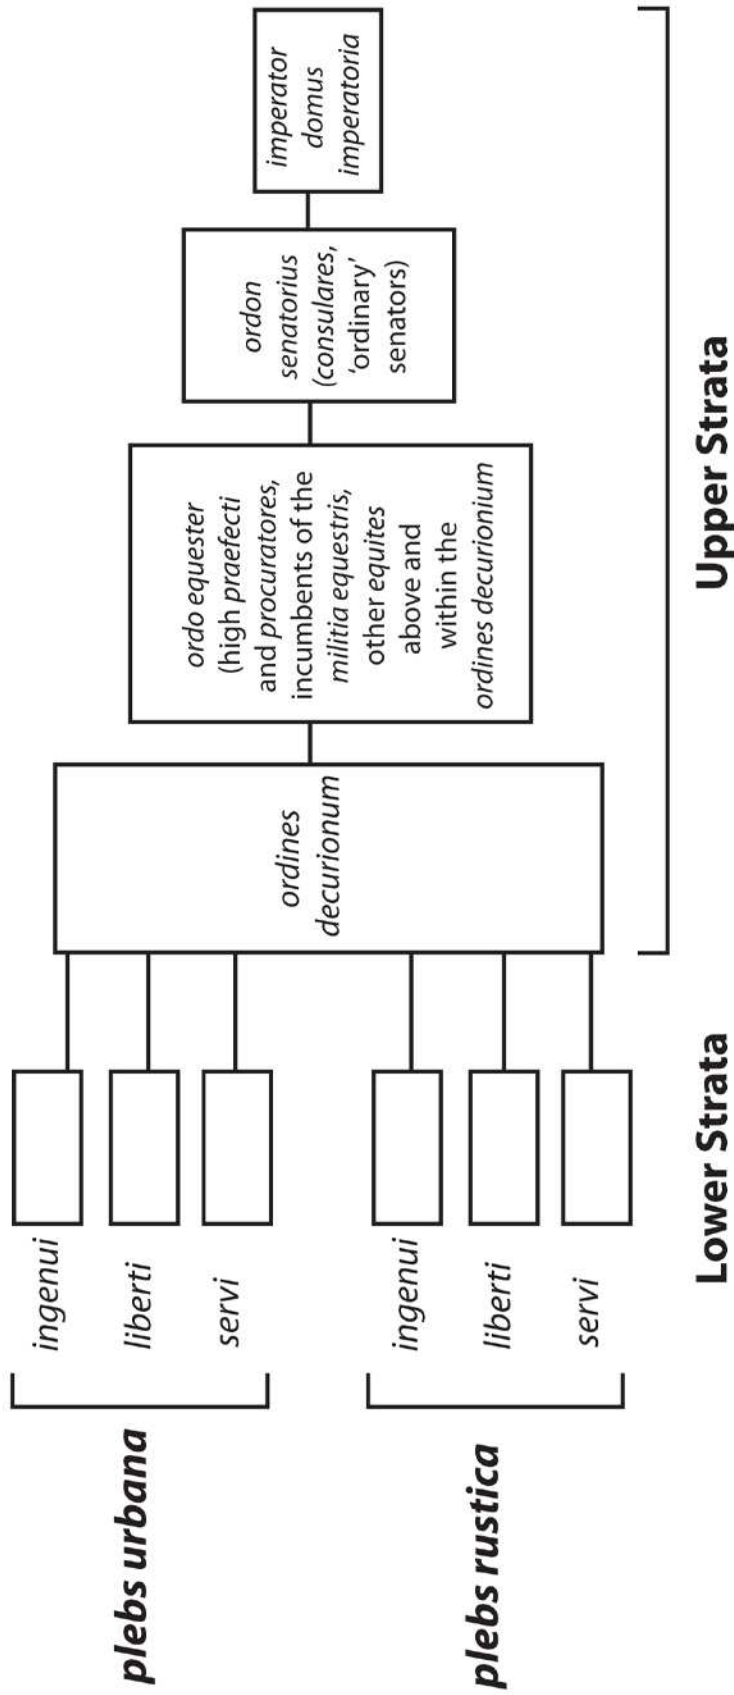 plebs urbana
ingenui
liberti
servi
plebs rustica
ingenui
liberti
servi
ordines
decurionum
ordo equester
(high praefecti
and procuratores,
incumbents of the
militia equestris,
other equites
above and
within the
ordines decurionium
ordon
senatorius
(consulares,
‘ordinary’
senators)
imperator
domus
imperatoria
Lower Strata
Upper Strata